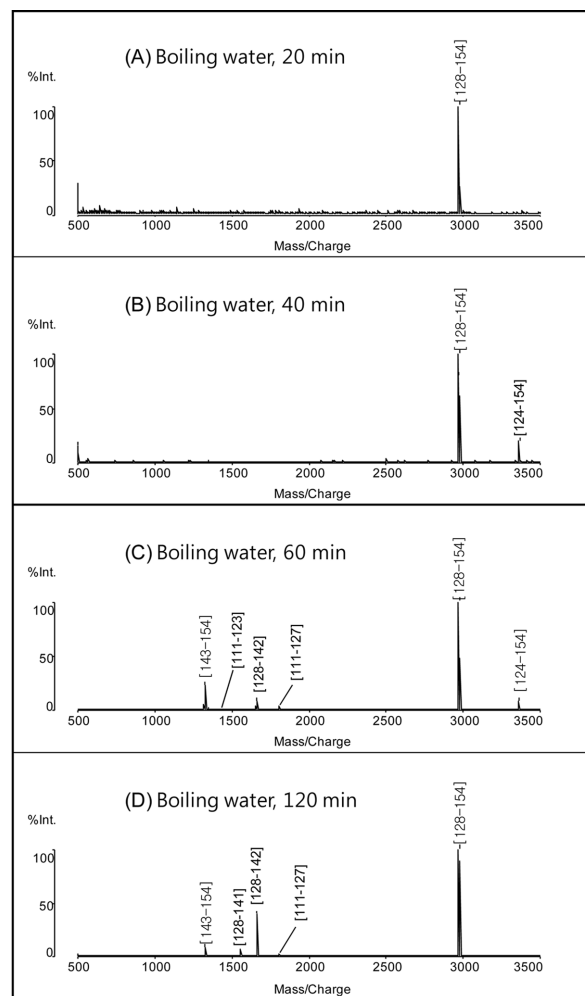 (A) Boiling water, 20 min
[128–154]
%Int.
100
50
0
500 1000 1500 2000 2500 3000 3500
Mass/Charge
(B) Boiling water, 40 min
[128–154]
%Int.
[124-154]
100
50
0
500 1000 1500 2000 2500 3000 3500
Mass/Charge
(C) Boiling water, 60 min
[128–154]
%Int.
[143-154]
[111-123]
[128-142]
[111-127]
[124-154]
100
50
0
500 1000 1500 2000 2500 3000 3500
Mass/Charge
(D) Boiling water, 120 min
[128-154]
%Int.
[143-154]
[128-141]
[128-142]
[111-127]
100
50
0
500 1000 1500 2000 2500 3000 3500
Mass/Charge